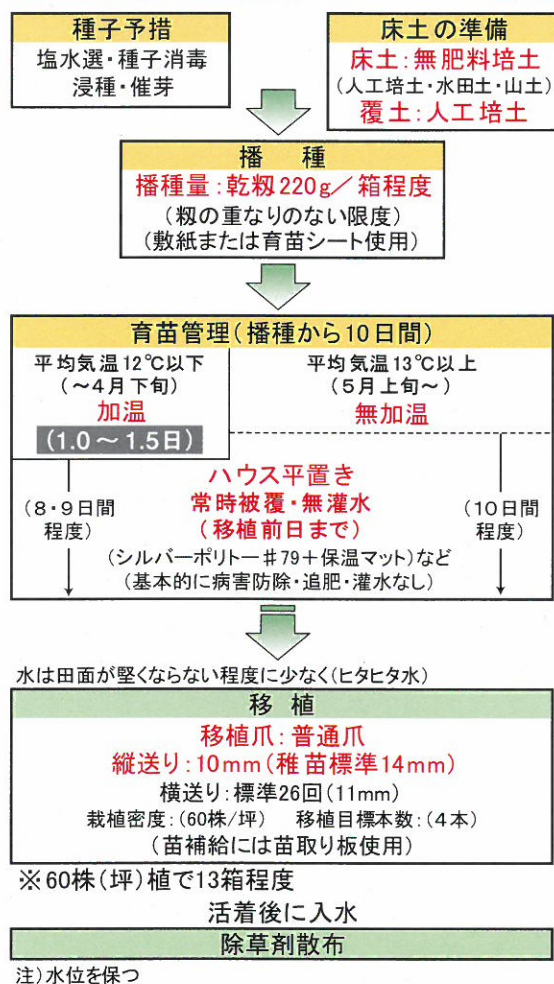 種子予措
塩水選・種子消毒
浸種・催芽
床土の準備
床土:無肥料培土
(人工培土・水田土・山土)
覆土:人工培土
播　種
播種量:乾籾220g/箱程度
(籾の重なりのない限度)
(敷紙または育苗シート使用)
育苗管理(播種から10日間)
平均気温12℃以下
(～4月下旬)
加温
(1.0～1.5日)
平均気温13℃以上
(5月上旬～)
無加温
(8・9日間
程度)
ハウス平置き
常時被覆・無灌水
(移植前日まで)
(10日間
程度)
(シルバーポリトー#79+保温マット)など
(基本的に病害防除・追肥・灌水なし)
水は田面が堅くならない程度に少なく(ヒタヒタ水)
移　植
移植爪:普通爪
縦送り:10mm(稚苗標準14mm)
横送り:標準26回(11mm)
栽植密度:(60株/坪)　移植目標本数:(4本)
(苗補給には苗取り板使用)
※60株(坪)植で13箱程度
活着後に入水
除草剤散布
注)水位を保つ